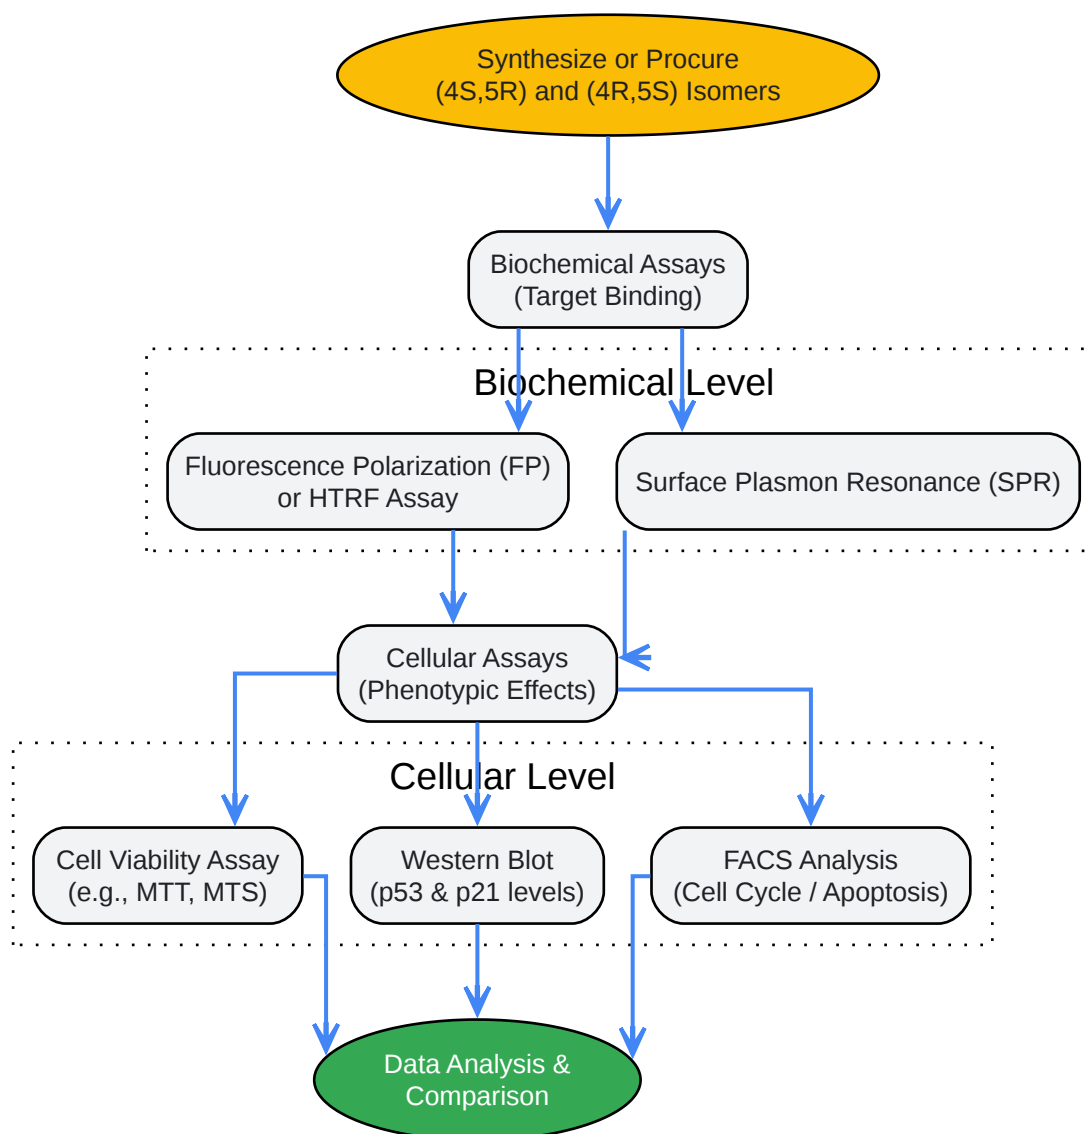 Synthesize or Procure
(4S,5R) and (4R,5S) Isomers
Biochemical Assays
(Target Binding)
Biochemical Level
Fluorescence Polarization (FP)
or HTRF Assay
Surface Plasmon Resonance (SPR)
Cellular Assays
(Phenotypic Effects)
Cellular Level
Cell Viability Assay
(e.g., MTT, MTS)
Western Blot
(p53 & p21 levels)
FACS Analysis
(Cell Cycle / Apoptosis)
Data Analysis &
Comparison